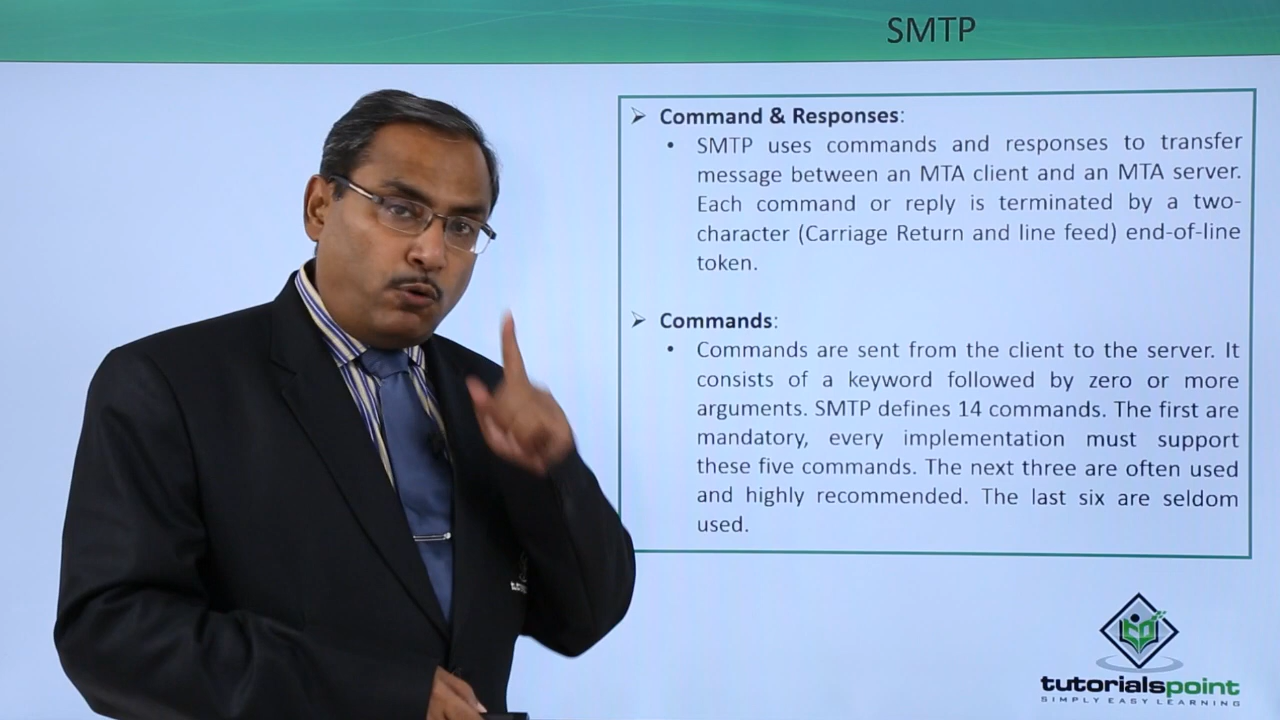 SMTP
➢ Command & Responses:
• SMTP uses commands and responses to transfer
message between an MTA client and an MTA server.
Each command or reply is terminated by a two-
character (Carriage Return and line feed) end-of-line
token.
➢ Commands:
• Commands are sent from the client to the server. It
consists of a keyword followed by zero or more
arguments. SMTP defines 14 commands. The first are
mandatory, every implementation must support
these five commands. The next three are often used
and highly recommended. The last six are seldom
used.
tutorialspoint
SIMPLY EASY LEARNING